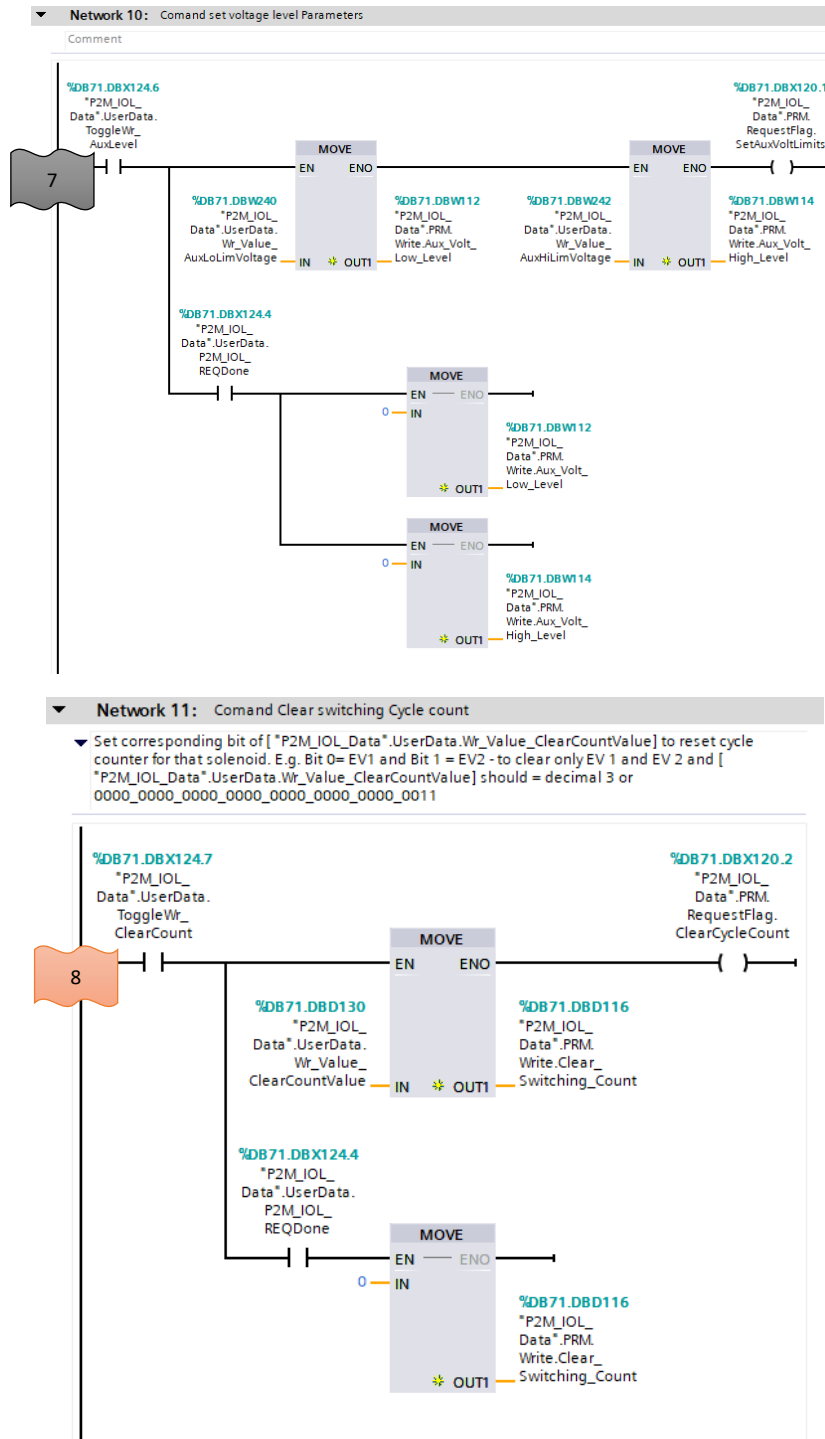 Network 10: Comand set voltage level Parameters
Comment
%DB71.DBX124.6
"P2M_IOL_
Data".UserData.
ToggleWr_
AuxLevel
%DB71.DBX120.1
"P2M_IOL_
Data".PRM.
RequestFlag.
SetAuxVoltLimits
7
MOVE
EN ENO
%DB71.DBW240
"P2M_IOL_
Data".UserData.
Wr_Value_
AuxLoLimVoltage
IN OUT1
%DB71.DBW112
"P2M_IOL_
Data".PRM.
Write.Aux_Volt_
Low_Level
MOVE
EN ENO
%DB71.DBW242
"P2M_IOL_
Data".UserData.
Wr_Value_
AuxHiLimVoltage
IN OUT1
%DB71.DBW114
"P2M_IOL_
Data".PRM.
Write.Aux_Volt_
High_Level
%DB71.DBX124.4
"P2M_IOL_
Data".UserData.
P2M_IOL_
REQDone
MOVE
EN ENO
0 IN
OUT1
%DB71.DBW112
"P2M_IOL_
Data".PRM.
Write.Aux_Volt_
Low_Level
MOVE
EN ENO
0 IN
OUT1
%DB71.DBW114
"P2M_IOL_
Data".PRM.
Write.Aux_Volt_
High_Level
Network 11: Comand Clear switching Cycle count
Set corresponding bit of [ "P2M_IOL_Data".UserData.Wr_Value_ClearCountValue] to reset cycle
counter for that solenoid. E.g. Bit 0= EV1 and Bit 1 = EV2 - to clear only EV 1 and EV 2 and [
"P2M_IOL_Data".UserData.Wr_Value_ClearCountValue] should = decimal 3 or
0000_0000_0000_0000_0000_0000_0000_0011
%DB71.DBX124.7
"P2M_IOL_
Data".UserData.
ToggleWr_
ClearCount
%DB71.DBX120.2
"P2M_IOL_
Data".PRM.
RequestFlag.
ClearCycleCount
8
MOVE
EN ENO
%DB71.DBD130
"P2M_IOL_
Data".UserData.
Wr_Value_
ClearCountValue
IN OUT1
%DB71.DBD116
"P2M_IOL_
Data".PRM.
Write.Clear_
Switching_Count
%DB71.DBX124.4
"P2M_IOL_
Data".UserData.
P2M_IOL_
REQDone
MOVE
EN ENO
0 IN
OUT1
%DB71.DBD116
"P2M_IOL_
Data".PRM.
Write.Clear_
Switching_Count